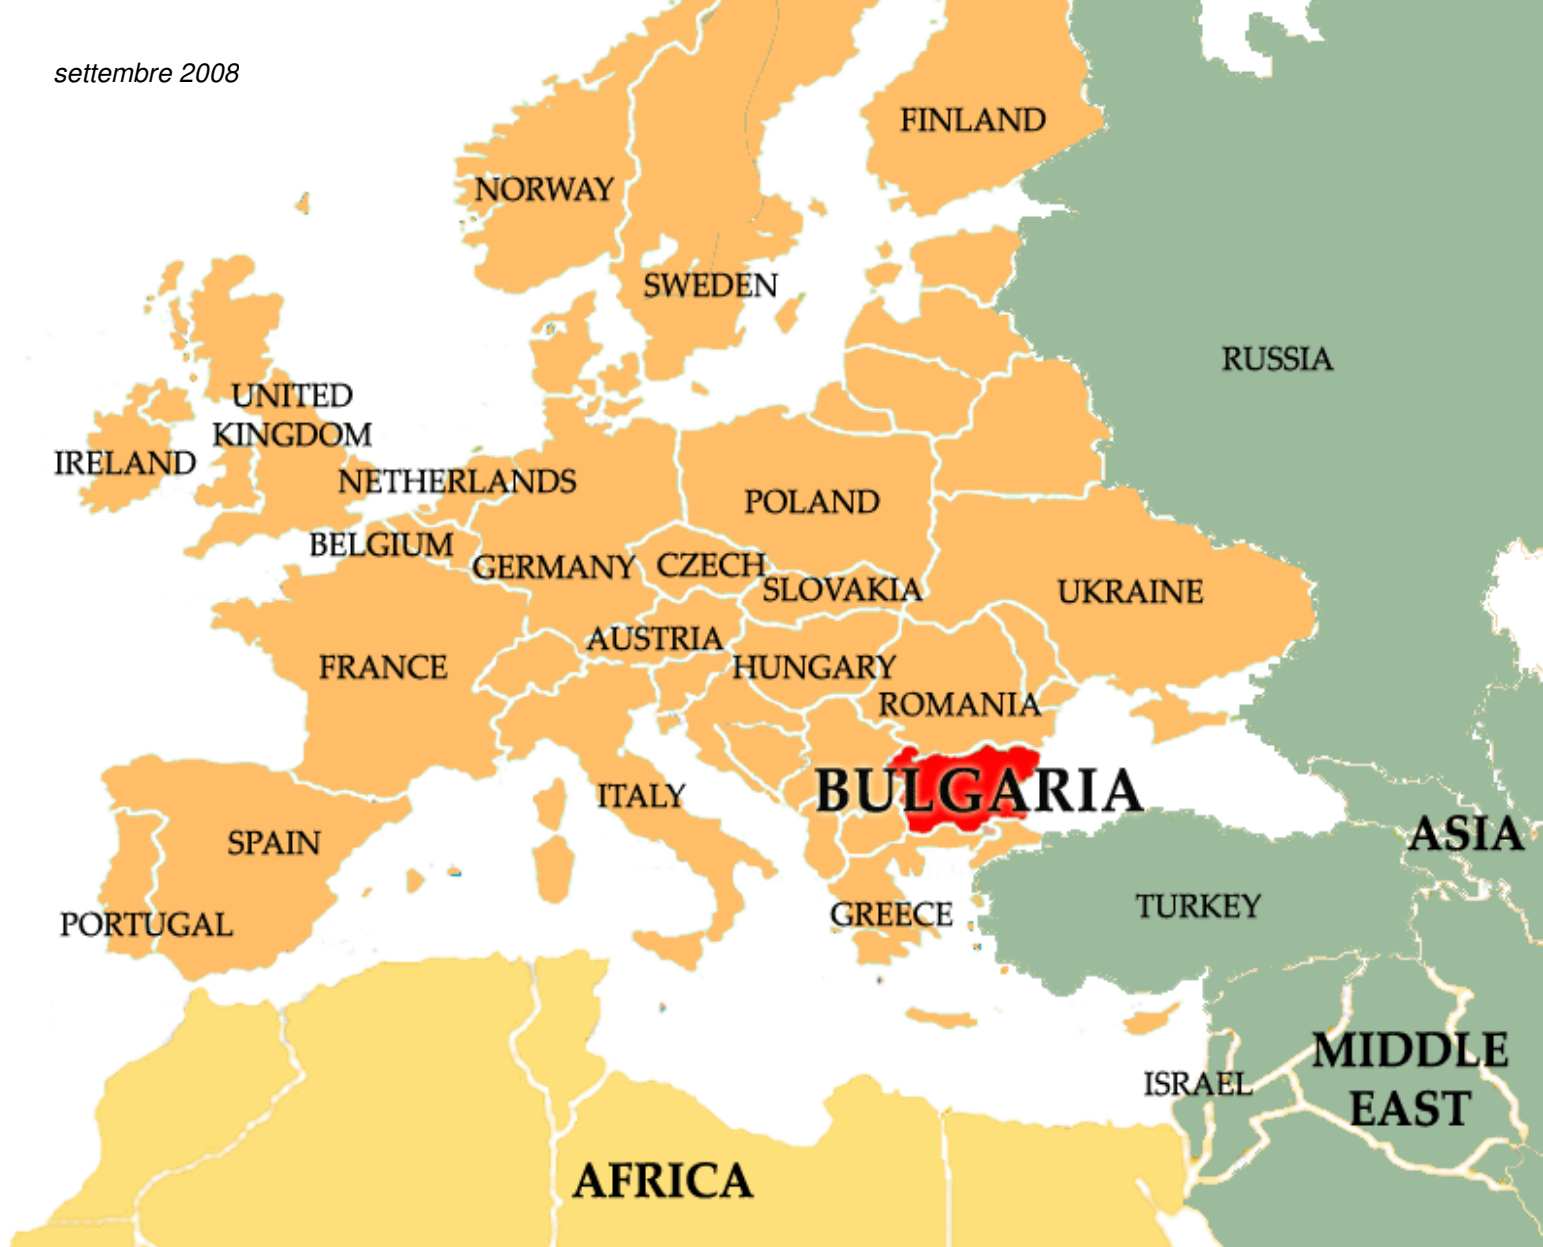 settembre 2008
FINLAND
NORWAY
SWEDEN
RUSSIA
UNITED
KINGDOM
IRELAND
NETHERLANDS
POLAND
BELGIUM
GERMANY
CZECH
SLOVAKIA
UKRAINE
AUSTRIA
FRANCE
HUNGARY
ROMANIA
BULGARIA
ITALY
SPAIN
ASIA
PORTUGAL
GREECE
TURKEY
MIDDLE
EAST
ISRAEL
AFRICA